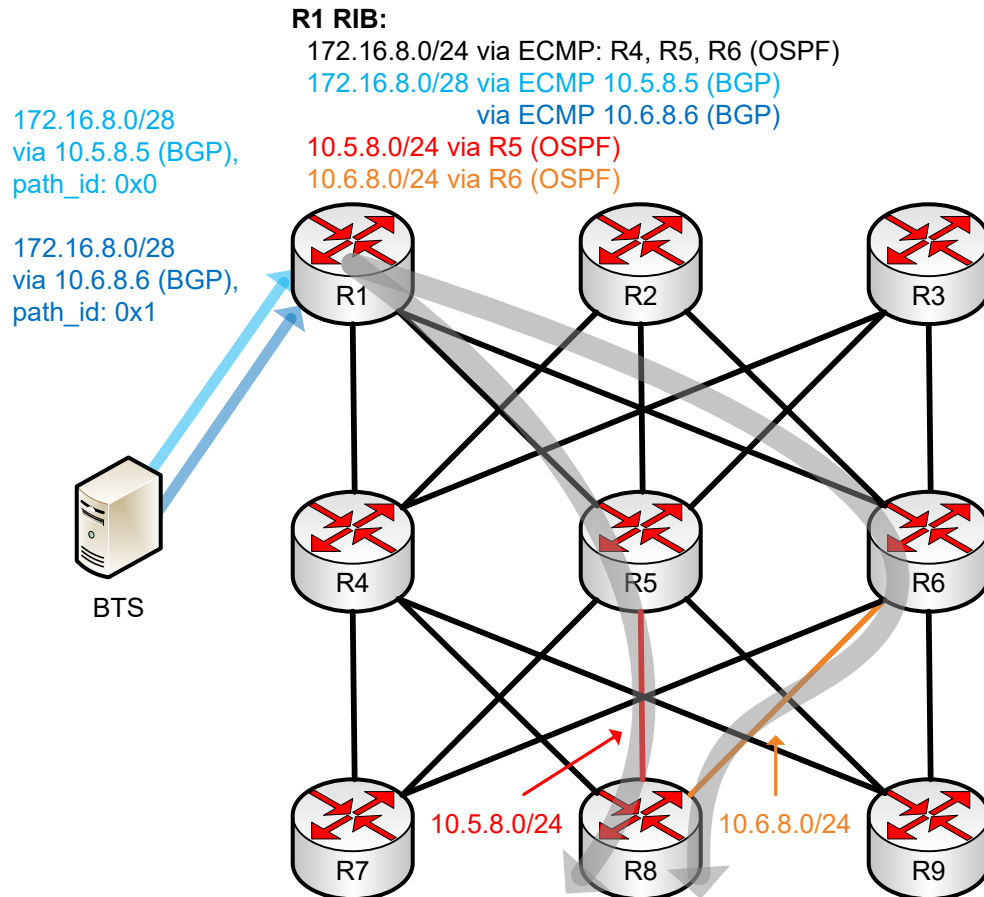 R1 RIB:
172.16.8.0/24 via ECMP: R4, R5, R6 (OSPF)
172.16.8.0/28 via ECMP 10.5.8.5 (BGP)
via ECMP 10.6.8.6 (BGP)
10.5.8.0/24 via R5 (OSPF)
10.6.8.0/24 via R6 (OSPF)
172.16.8.0/28
via 10.5.8.5 (BGP),
path_id: 0x0
172.16.8.0/28
via 10.6.8.6 (BGP),
path_id: 0x1
R1
R2
R3
BTS
R4
R5
R6
10.5.8.0/24
10.6.8.0/24
R7
R8
R9